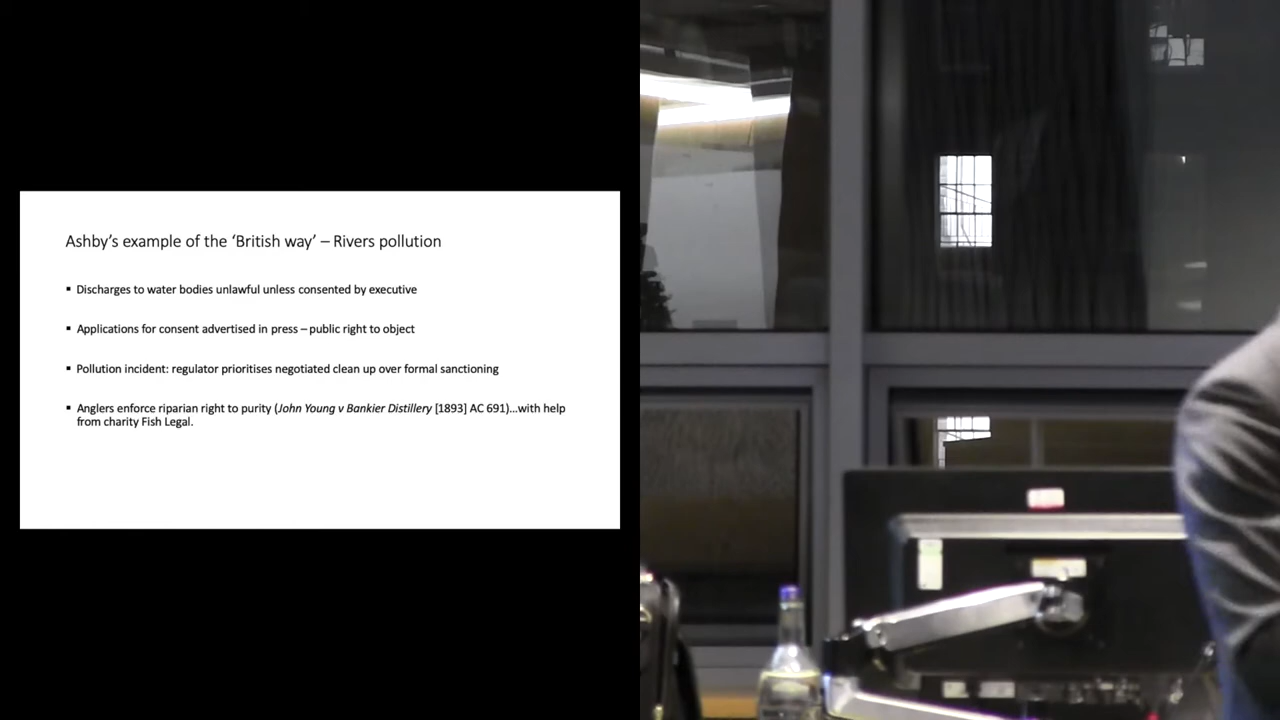 Ashby's example of the 'British way' – Rivers pollution
▪ Discharges to water bodies unlawful unless consented by executive
▪ Applications for consent advertised in press – public right to object
▪ Pollution incident: regulator prioritises negotiated clean up over formal sanctioning
▪ Anglers enforce riparian right to purity (John Young v Bankier Distillery [1893] AC 691)…with help
from charity Fish Legal.